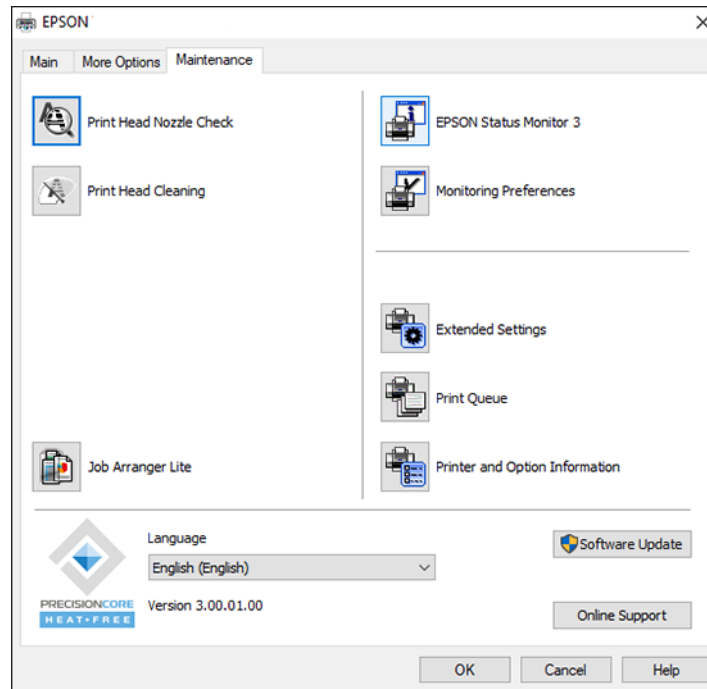 EPSON
Main
More Options
Maintenance
Print Head Nozzle Check
Print Head Cleaning
Job Arranger Lite
EPSON Status Monitor 3
Monitoring Preferences
Extended Settings
Print Queue
Printer and Option Information
PRECISIONCORE
HEAT-FREE
Language
English (English)
Version 3.00.01.00
Software Update
Online Support
OK
Cancel
Help